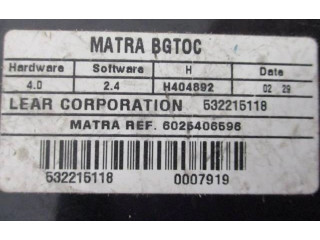 MATRA BGTOC
Hardware Software H Date
4.0 2.4 H404892 02 29
LEAR CORPORATION 532215118
MATRA REF. 6025406596
532215118 0007919